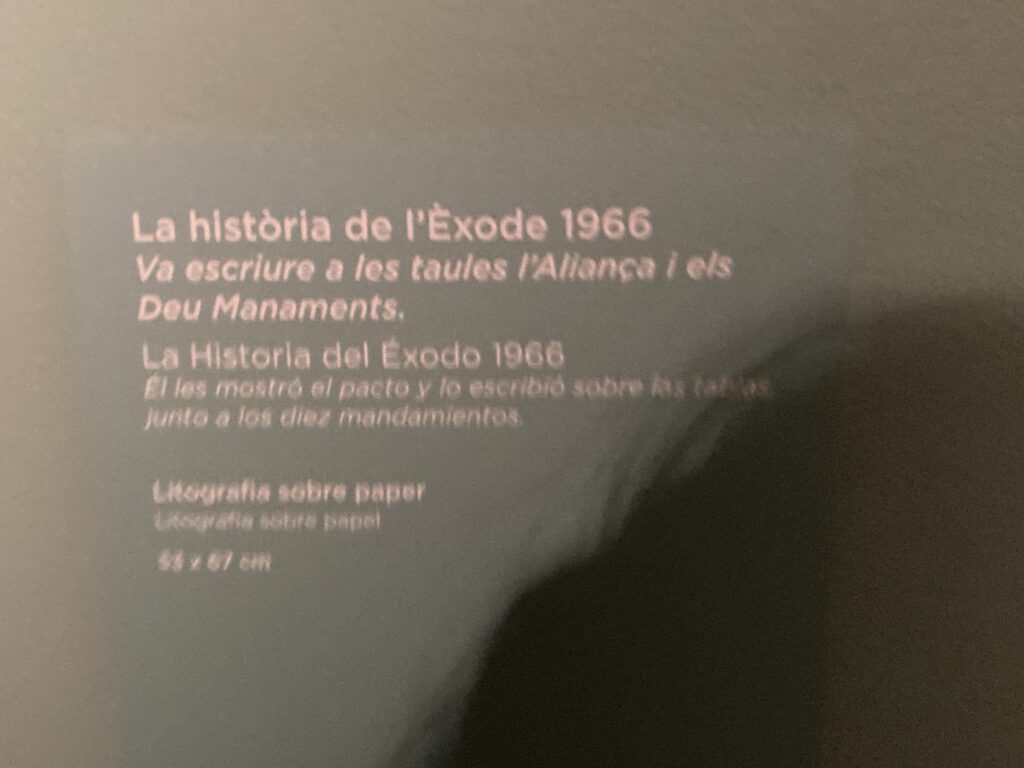 La història de l'Èxode 1966
Va escriure a les taules l'Aliança i els
Deu Manaments.
La Historia del Éxodo 1966
Él les mostró el pacto y lo escribió sobre las tablas,
junto a los diez mandamientos.
Litografia sobre paper
Litografía sobre papel
x 67 cm